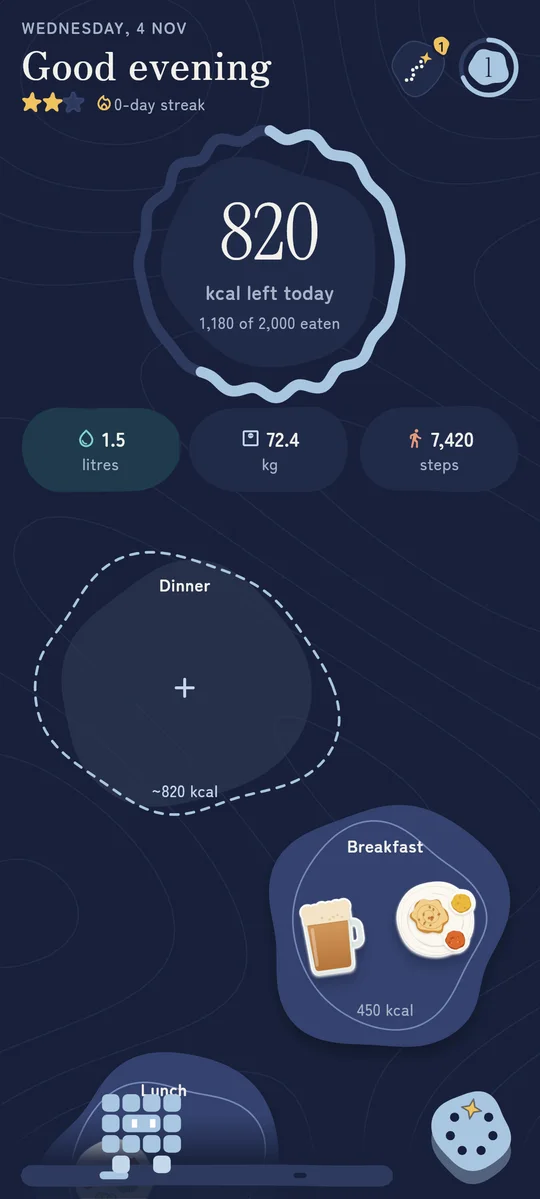 WEDNESDAY, 4 NOV
Good evening
0-day streak
1
1
820
kcal left today
1,180 of 2,000 eaten
1.5
litres
72.4
kg
7,420
steps
Dinner
+
~820 kcal
Breakfast
450 kcal
Lunch